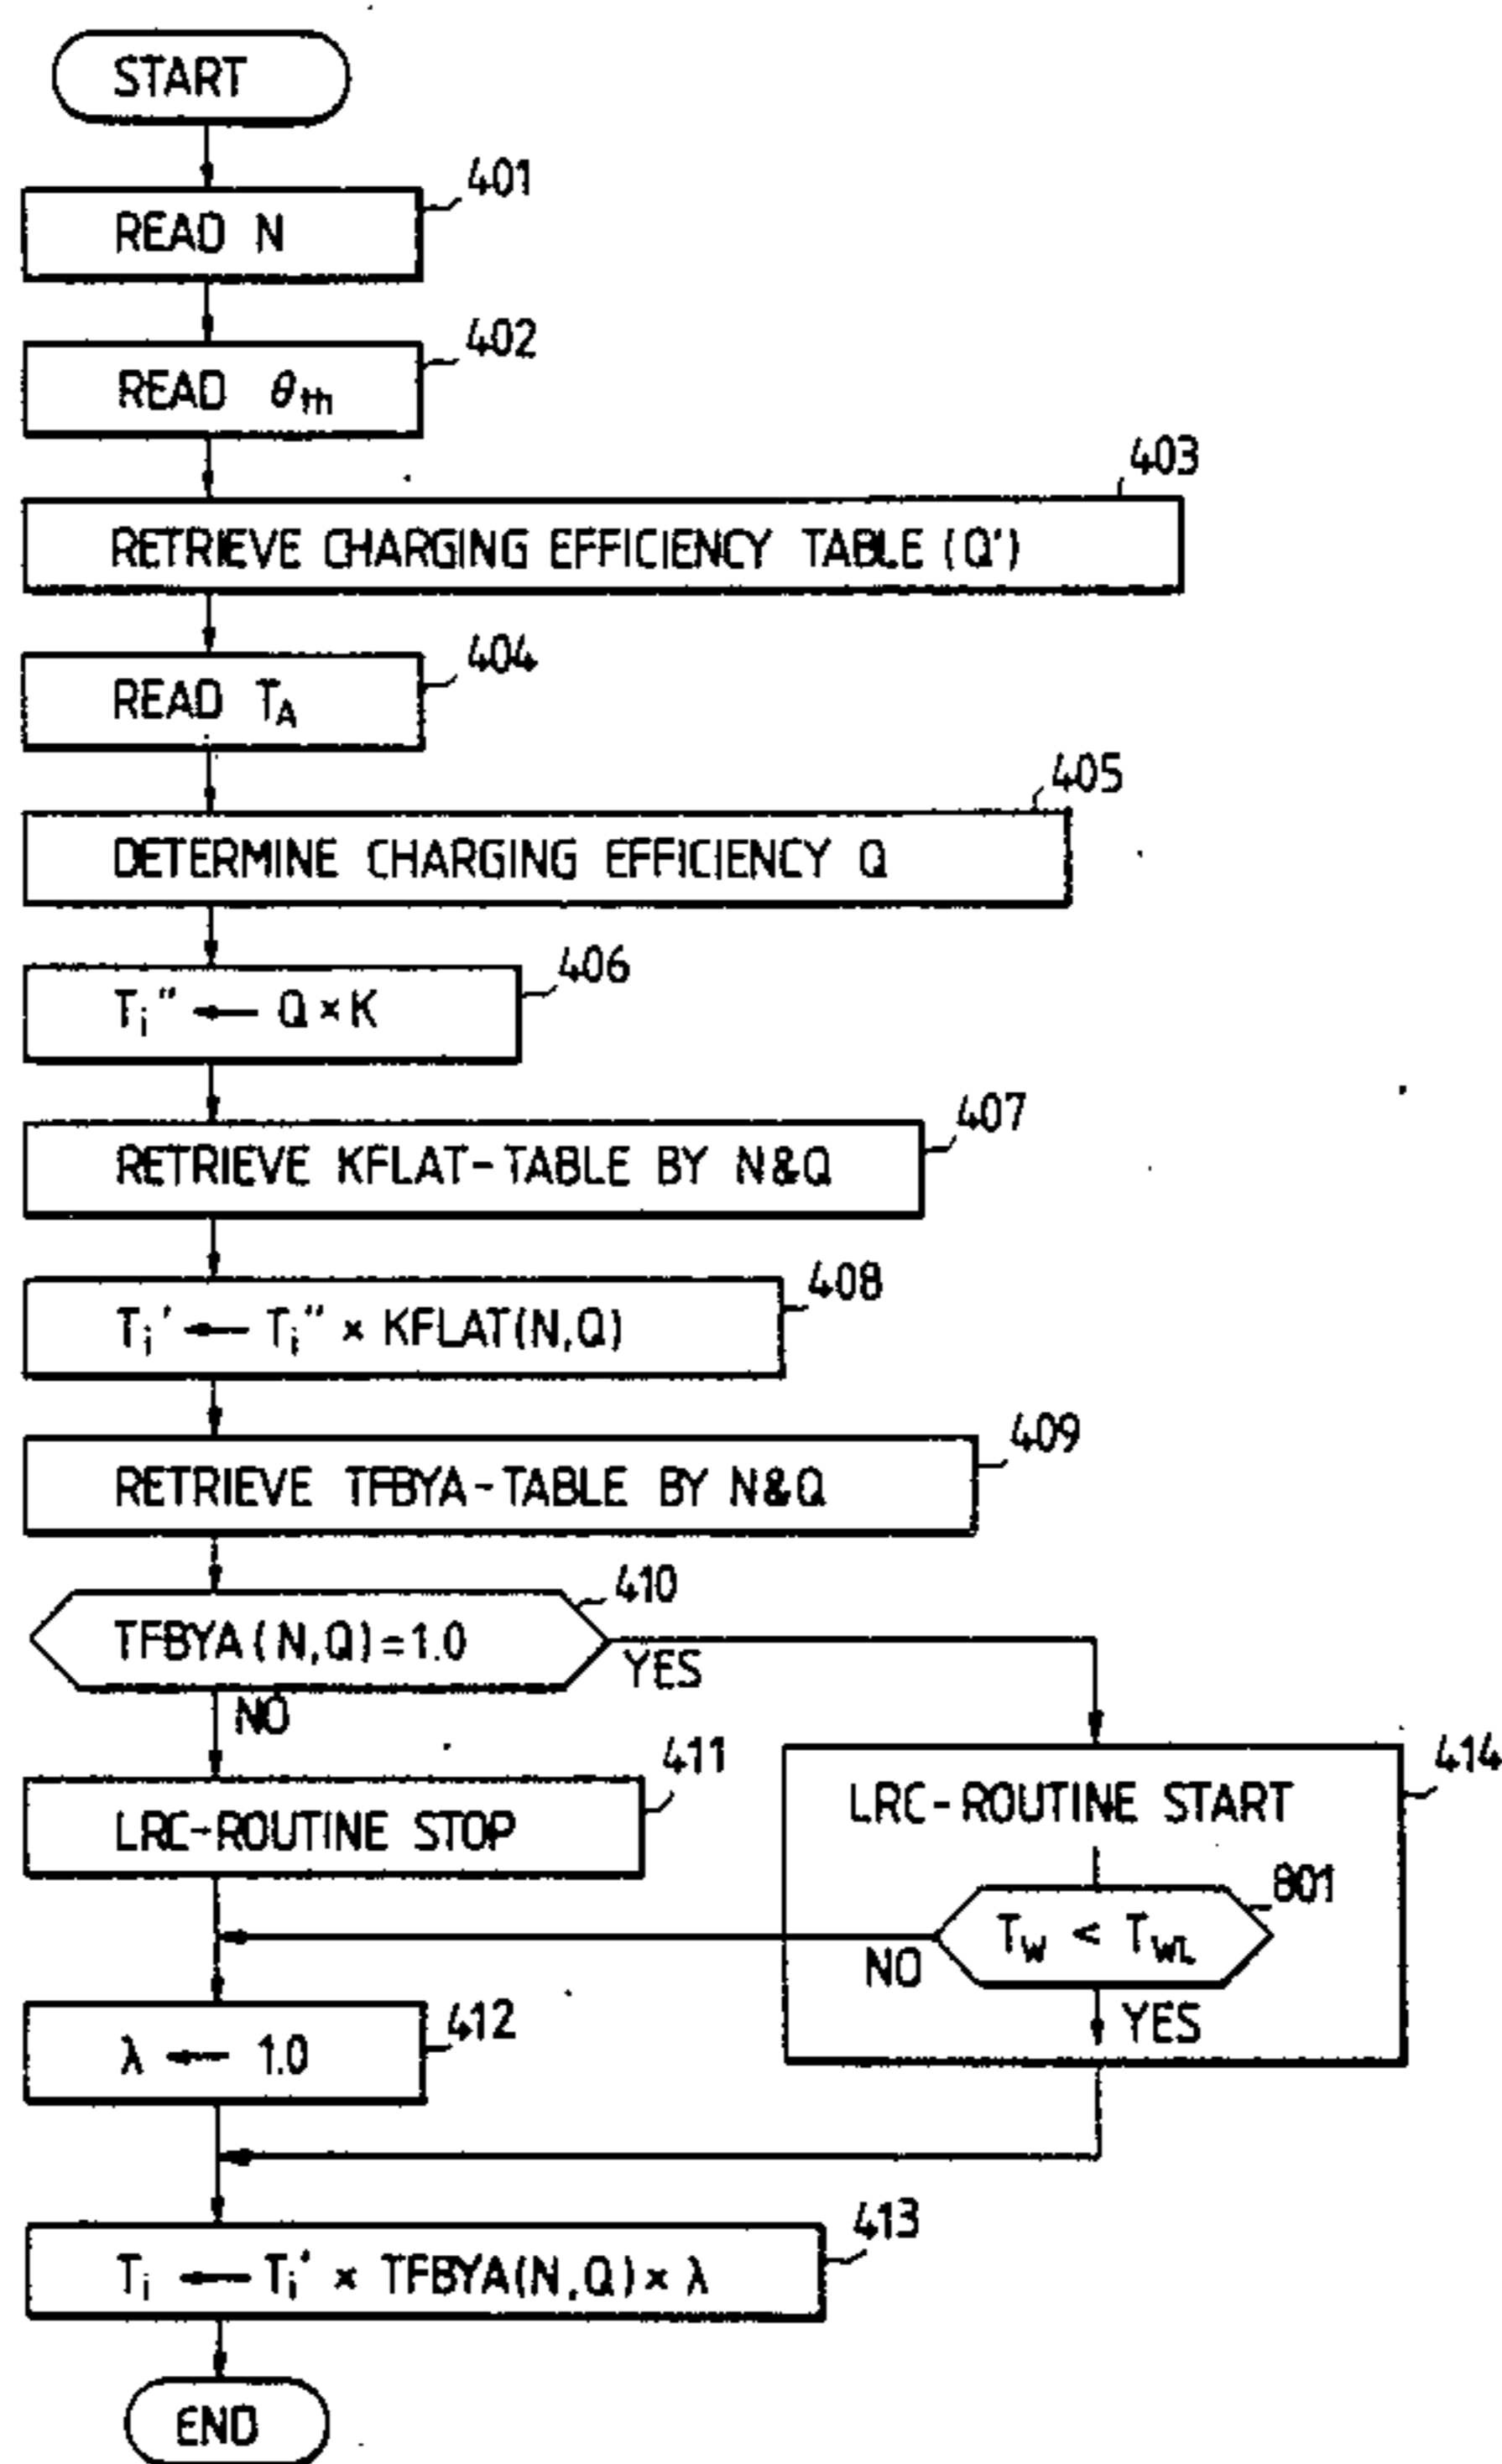 START
401
READ N
402
READ θth
403
RETRIEVE CHARGING EFFICIENCY TABLE (Q')
404
READ TA
405
DETERMINE CHARGING EFFICIENCY Q
406
Ti" ← Q × K
407
RETRIEVE KFLAT-TABLE BY N&Q
408
Ti' ← Ti" × KFLAT(N,Q)
409
RETRIEVE TFBYA-TABLE BY N&Q
410
TFBYA(N,Q)=1.0
YES
NO
411
LRC-ROUTINE STOP
414
LRC-ROUTINE START
801
TW < TWL
NO
YES
412
λ ← 1.0
413
Ti ← Ti' × TFBYA(N,Q) × λ
END